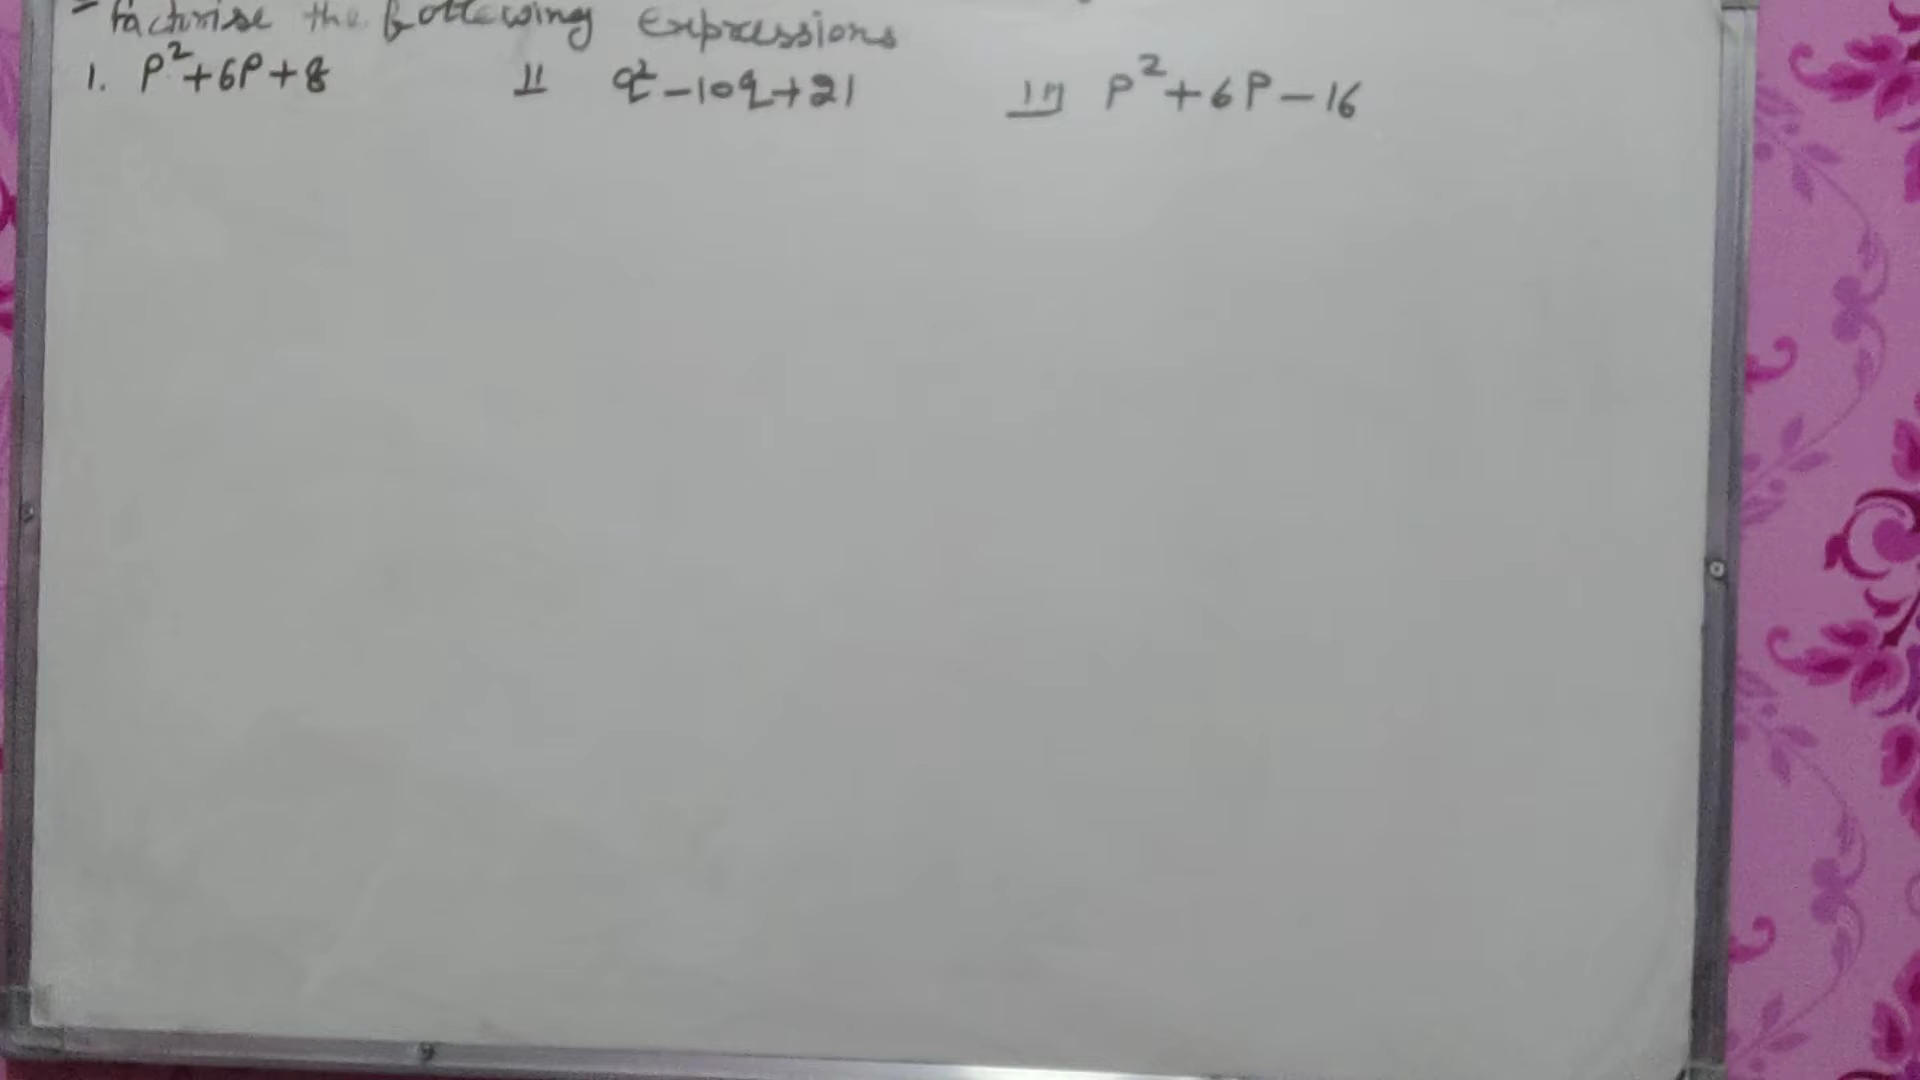 Factorise the following Expressions
1. p²+6p+8 II q²-10q+21 III p²+6p-16